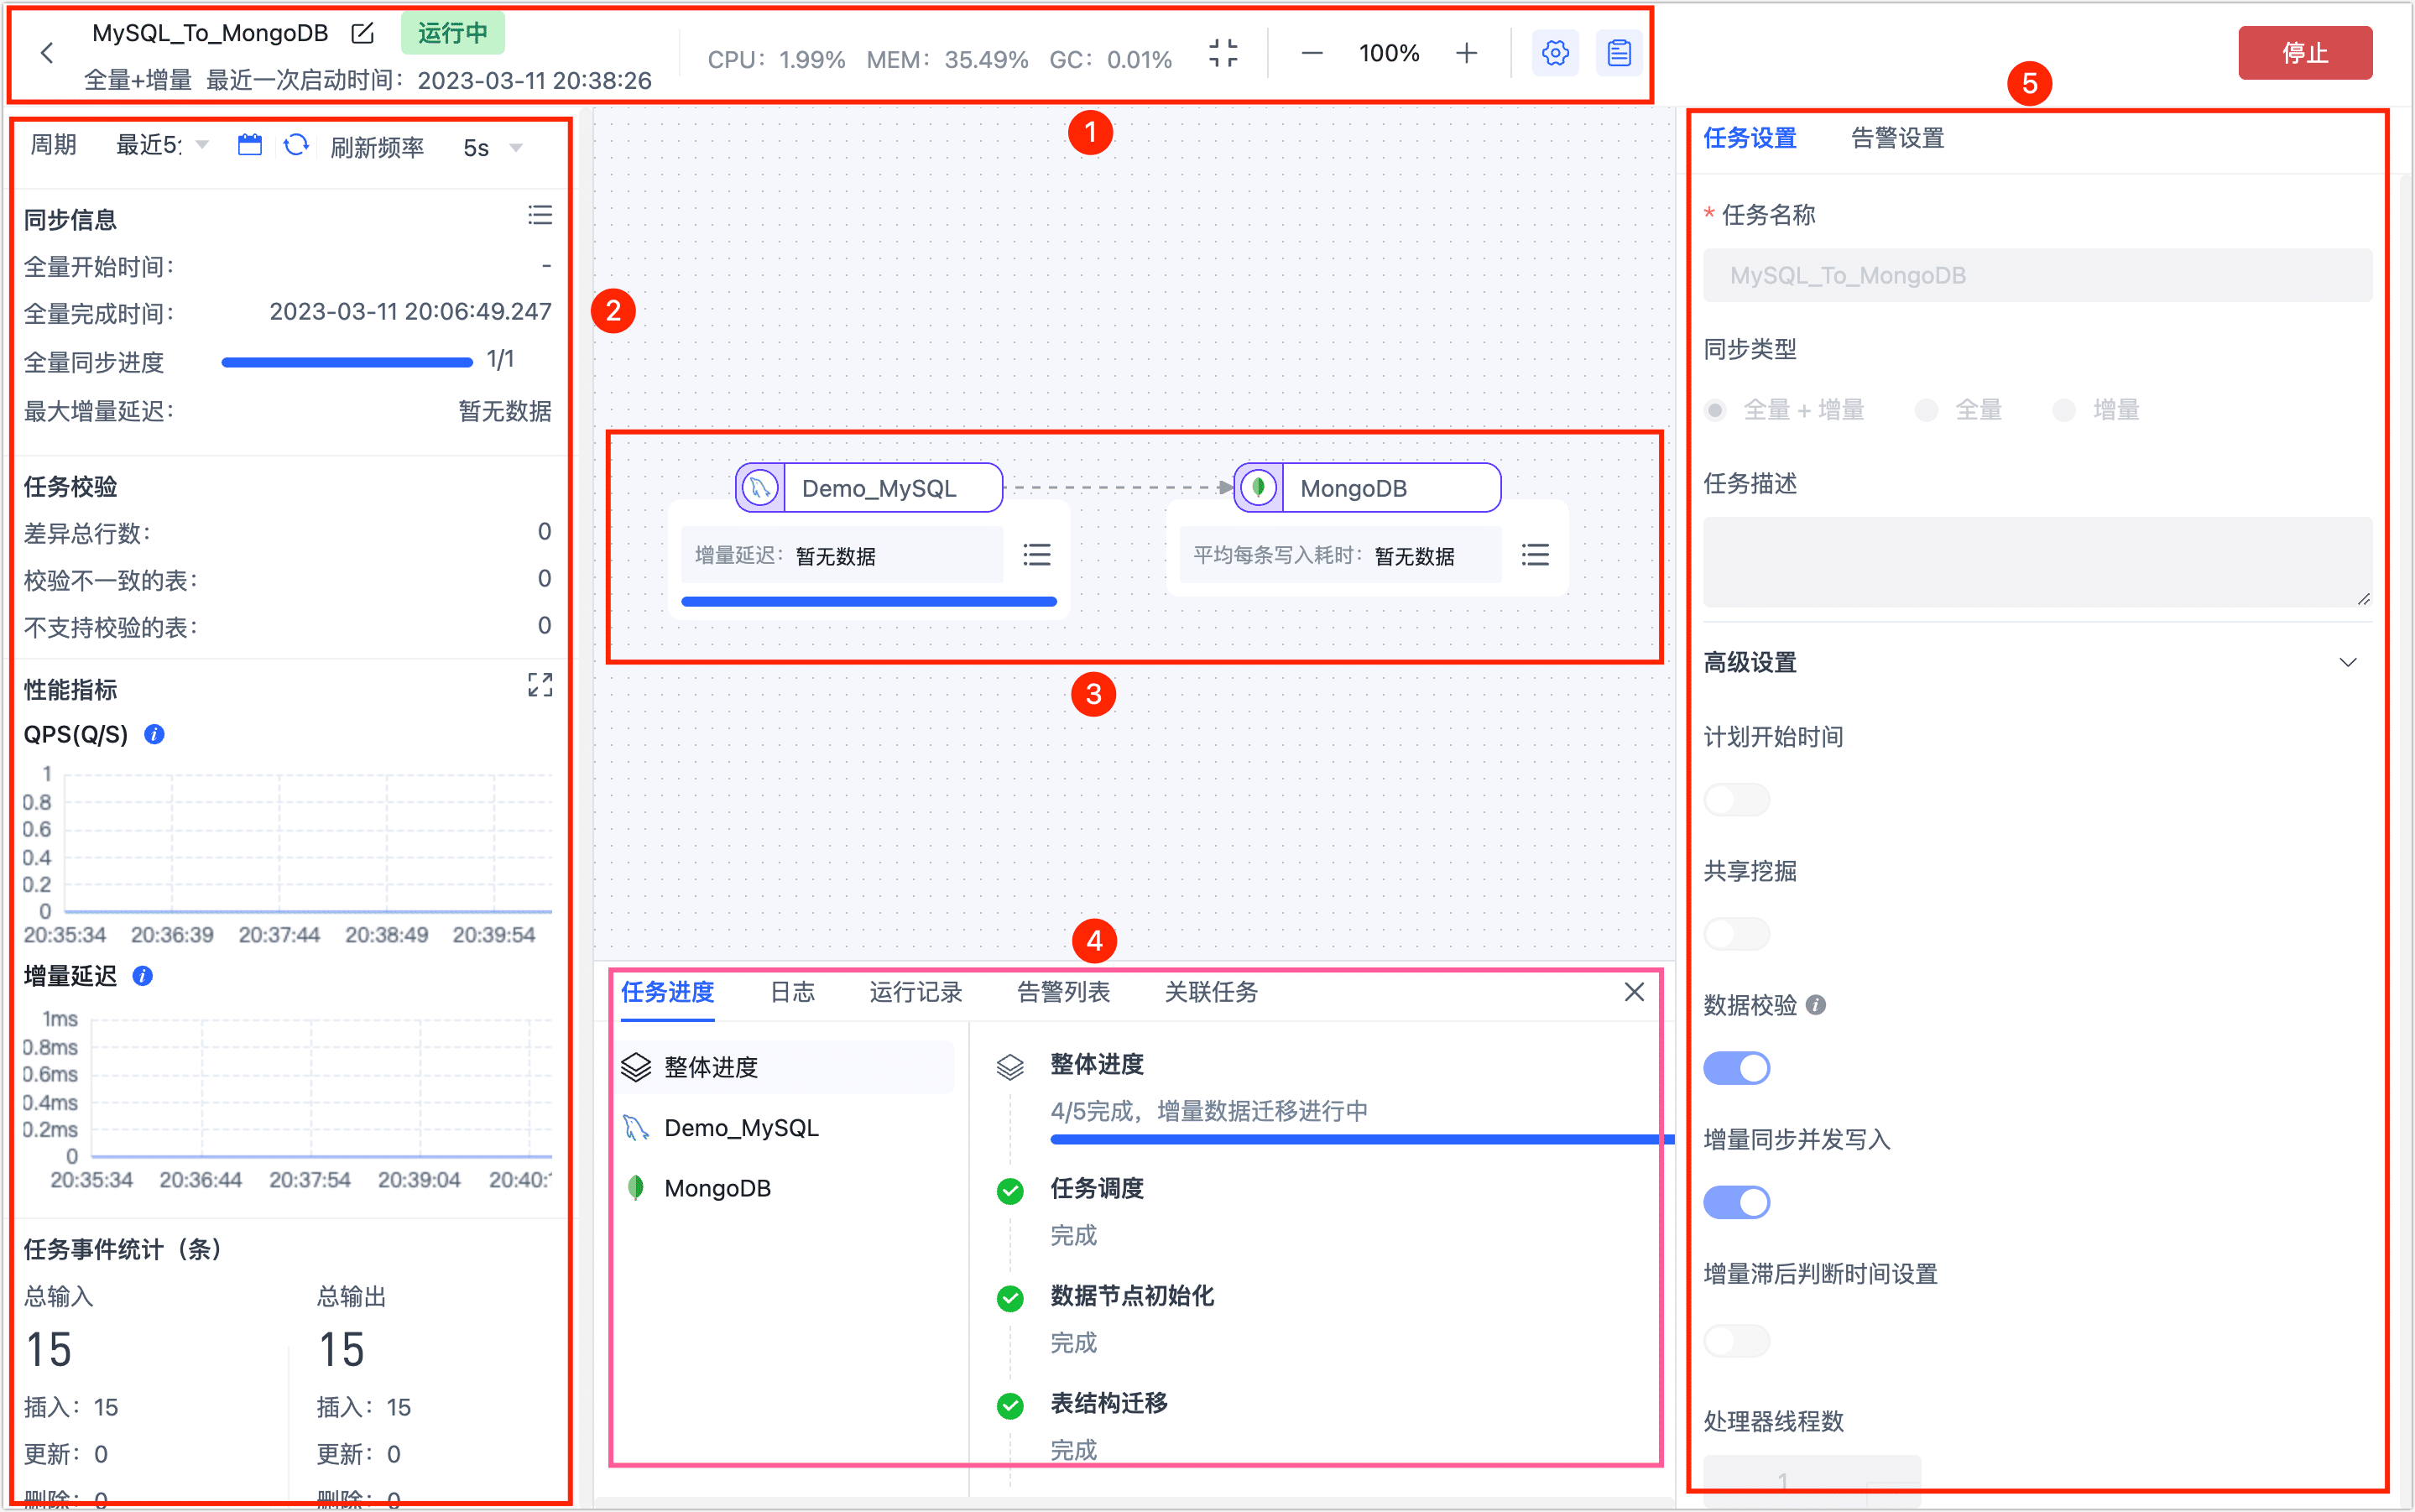 MySQL_To_MongoDB 运行中
全量+增量 最近一次启动时间：2023-03-11 20:38:26
CPU：1.99% MEM：35.49% GC：0.01%
100%
停止
1
周期 最近5 刷新频率 5s
同步信息
全量开始时间： -
全量完成时间： 2023-03-11 20:06:49.247
全量同步进度 1/1
最大增量延迟： 暂无数据
任务校验
差异总行数： 0
校验不一致的表： 0
不支持校验的表： 0
性能指标
QPS(Q/S)
1
0.8
0.6
0.4
0.2
0
20:35:34 20:36:39 20:37:44 20:38:49 20:39:54
增量延迟
1ms
0.8ms
0.6ms
0.4ms
0.2ms
0
20:35:34 20:36:44 20:37:54 20:39:04 20:40:
任务事件统计（条）
总输入 总输出
15 15
插入：15 插入：15
更新：0 更新：0
删除：0 删除：0
2
Demo_MySQL
增量延迟：暂无数据
MongoDB
平均每条写入耗时：暂无数据
3
4
任务进度 日志 运行记录 告警列表 关联任务
整体进度
Demo_MySQL
MongoDB
整体进度
4/5完成，增量数据迁移进行中
任务调度
完成
数据节点初始化
完成
表结构迁移
完成
5
任务设置 告警设置
* 任务名称
MySQL_To_MongoDB
同步类型
全量 + 增量 全量 增量
任务描述
高级设置
计划开始时间
共享挖掘
数据校验
增量同步并发写入
增量滞后判断时间设置
处理器线程数
1